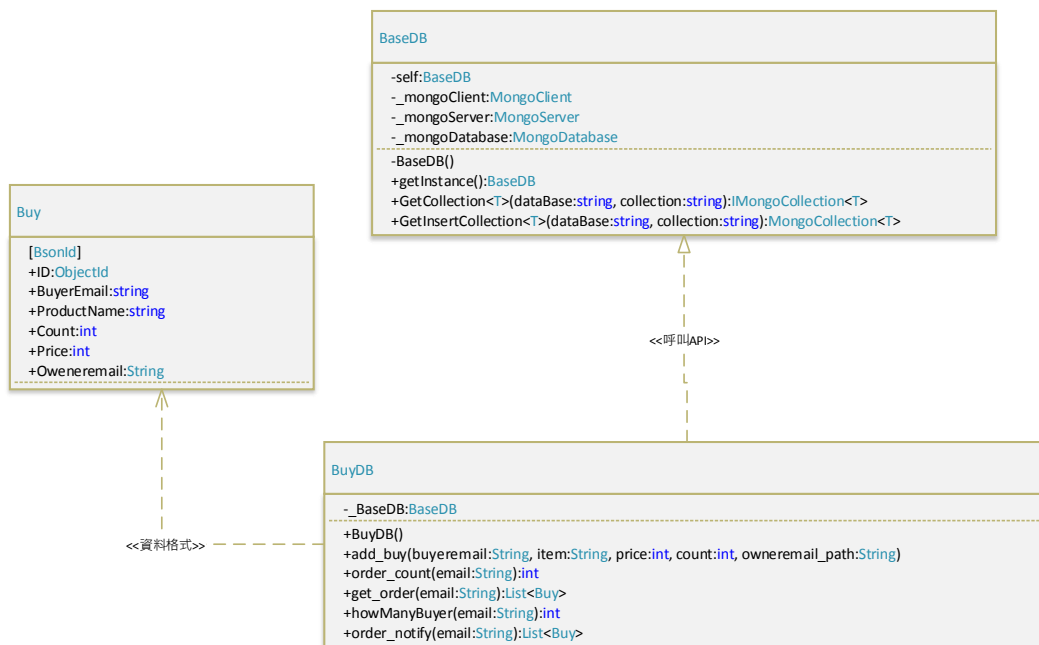 BaseDB
-self:BaseDB
-_mongoClient:MongoClient
-_mongoServer:MongoServer
-_mongoDatabase:MongoDatabase
-BaseDB()
+getInstance():BaseDB
+GetCollection<T>(dataBase:string, collection:string):IMongoCollection<T>
+GetInsertCollection<T>(dataBase:string, collection:string):MongoCollection<T>
Buy
[BsonId]
+ID:ObjectId
+BuyerEmail:string
+ProductName:string
+Count:int
+Price:int
+Oweneremail:String
<<呼叫API>>
<<資料格式>>
BuyDB
-_BaseDB:BaseDB
+BuyDB()
+add_buy(buyeremail:String, item:String, price:int, count:int, owneremail_path:String)
+order_count(email:String):int
+get_order(email:String):List<Buy>
+howManyBuyer(email:String):int
+order_notify(email:String):List<Buy>